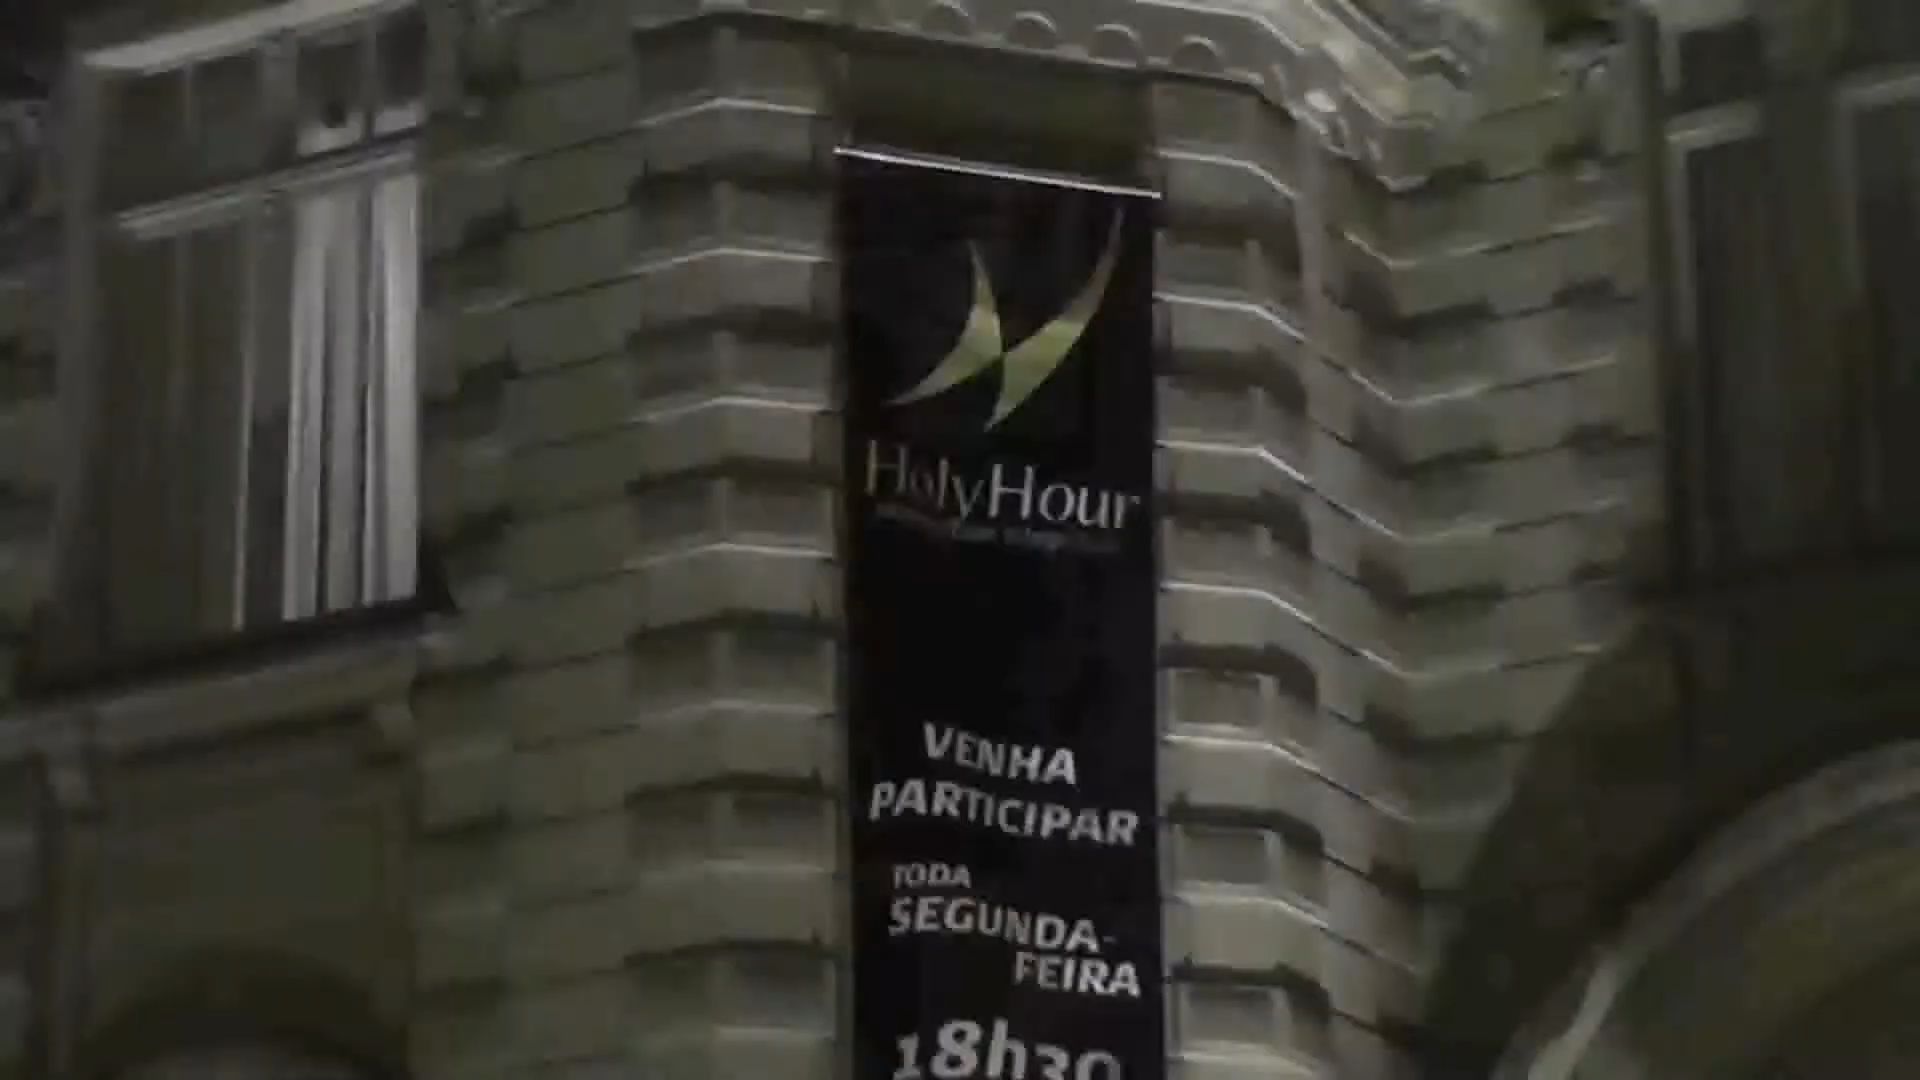 HolyHour
VENHA
PARTICIPAR
TODA
SEGUNDA-
FEIRA
18h30